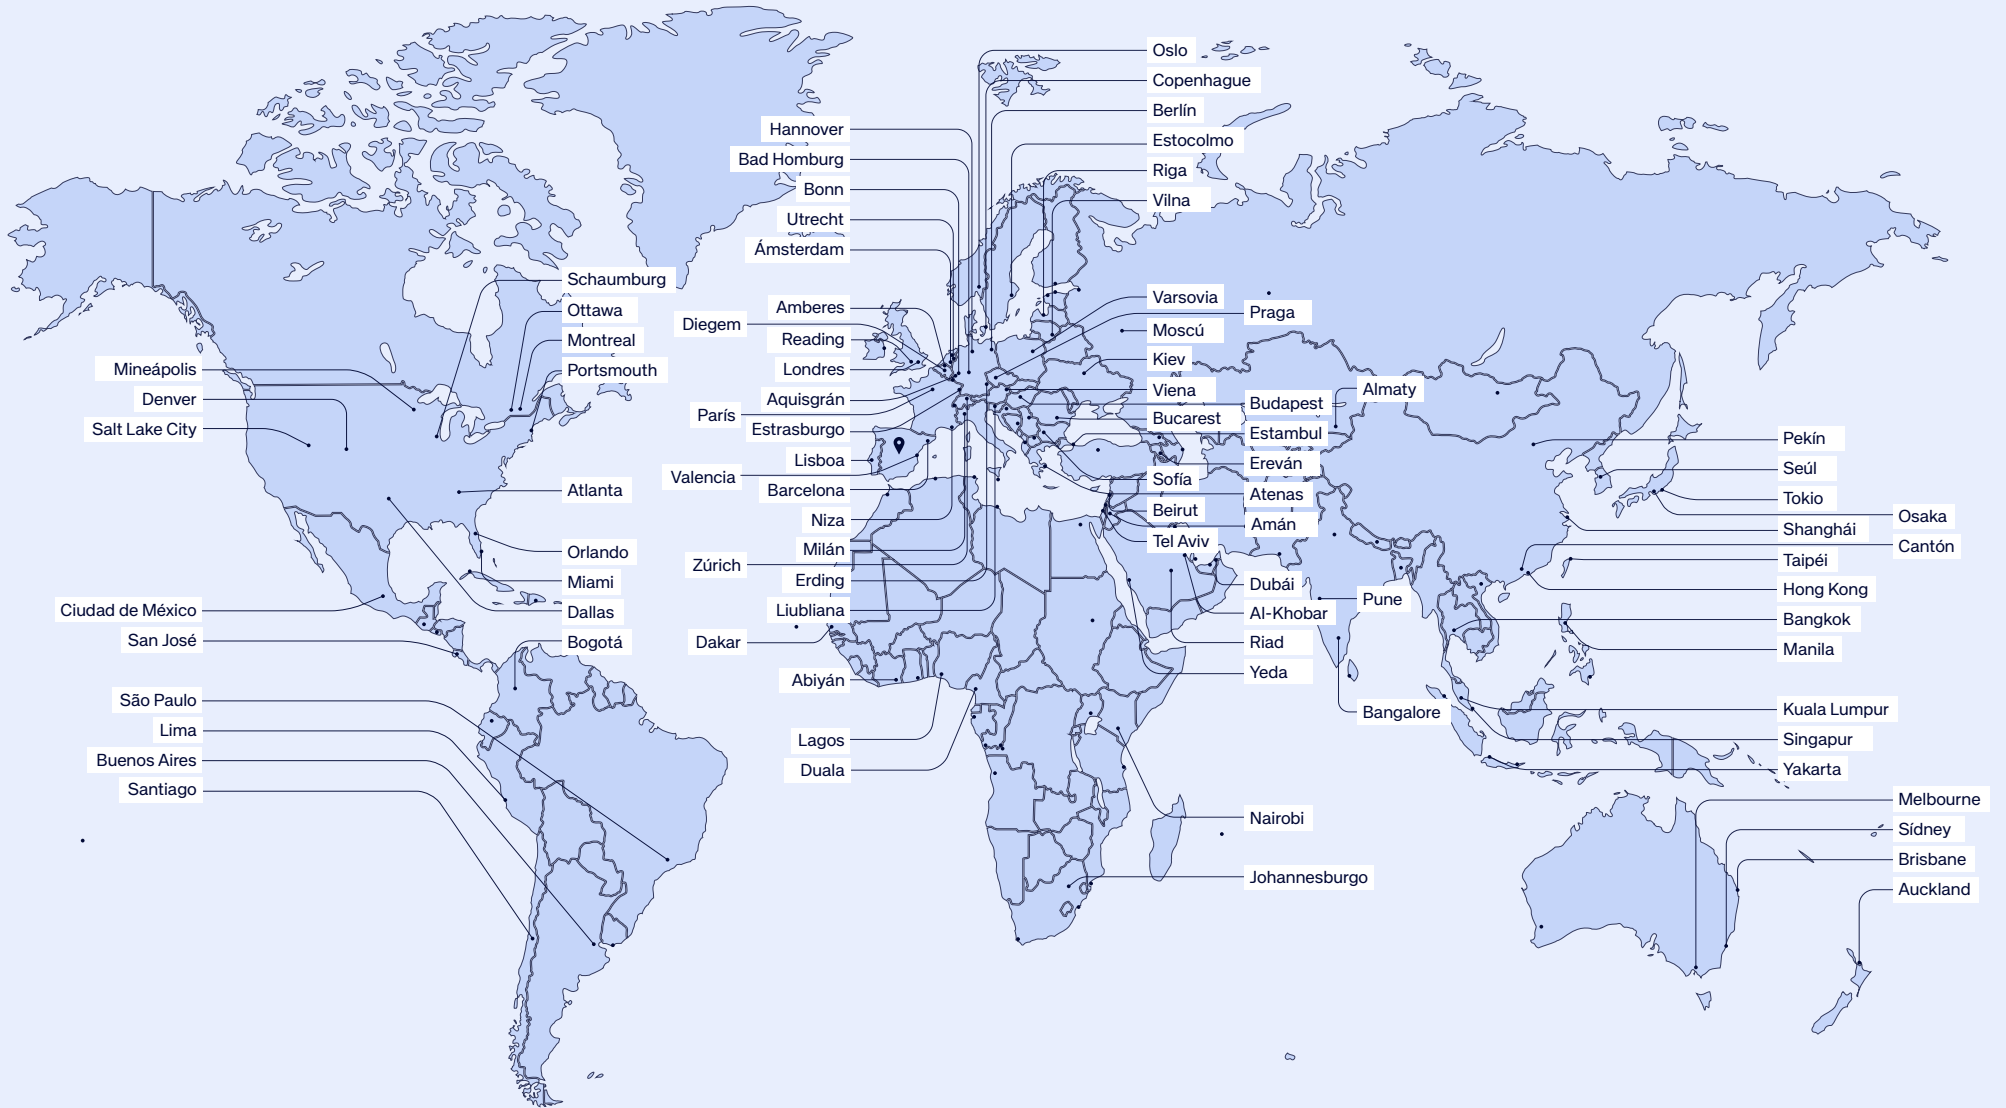 Oslo
Copenhague
Berlín
Hannover
Estocolmo
Bad Homburg
Riga
Bonn
Vilna
Utrecht
Ámsterdam
Schaumburg
Varsovia
Amberes
Ottawa
Praga
Diegem
Moscú
Reading
Montreal
Kiev
Mineápolis
Londres
Portsmouth
Viena
Almaty
Denver
Aquisgrán
Budapest
París
Bucarest
Salt Lake City
Estrasburgo
Estambul
Pekín
Lisboa
Ereván
Seúl
Valencia
Sofía
Atlanta
Barcelona
Atenas
Tokio
Beirut
Osaka
Niza
Amán
Shanghái
Milán
Tel Aviv
Cantón
Orlando
Zúrich
Taipéi
Miami
Erding
Dubái
Hong Kong
Pune
Ciudad de México
Dallas
Liubliana
Al-Khobar
Bangkok
San José
Bogotá
Dakar
Riad
Manila
Yeda
Abiyán
São Paulo
Bangalore
Kuala Lumpur
Lima
Lagos
Singapur
Buenos Aires
Duala
Yakarta
Santiago
Melbourne
Nairobi
Sídney
Brisbane
Johannesburgo
Auckland